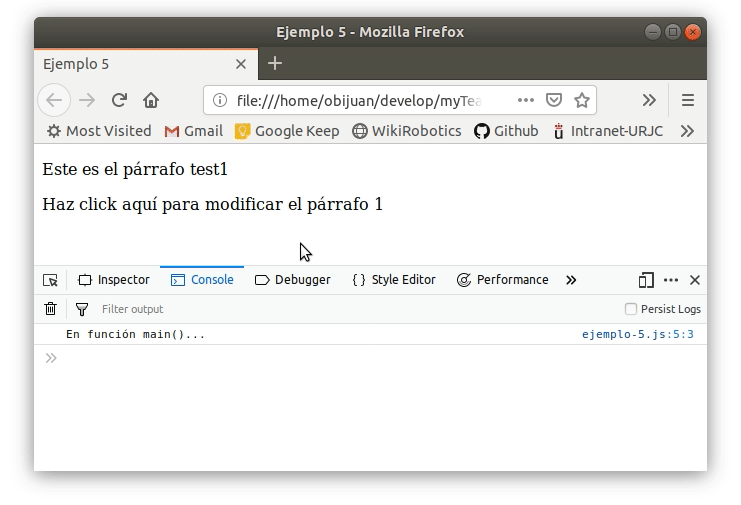 Ejemplo 5 - Mozilla Firefox
Ejemplo 5
file:///home/obijuan/develop/myTea
Most Visited Gmail Google Keep WikiRobotics Github Intranet-URJC
Este es el párrafo test1
Haz click aquí para modificar el párrafo 1
Inspector Console Debugger { } Style Editor Performance
Filter output Persist Logs
En función main()... ejemplo-5.js:5:3